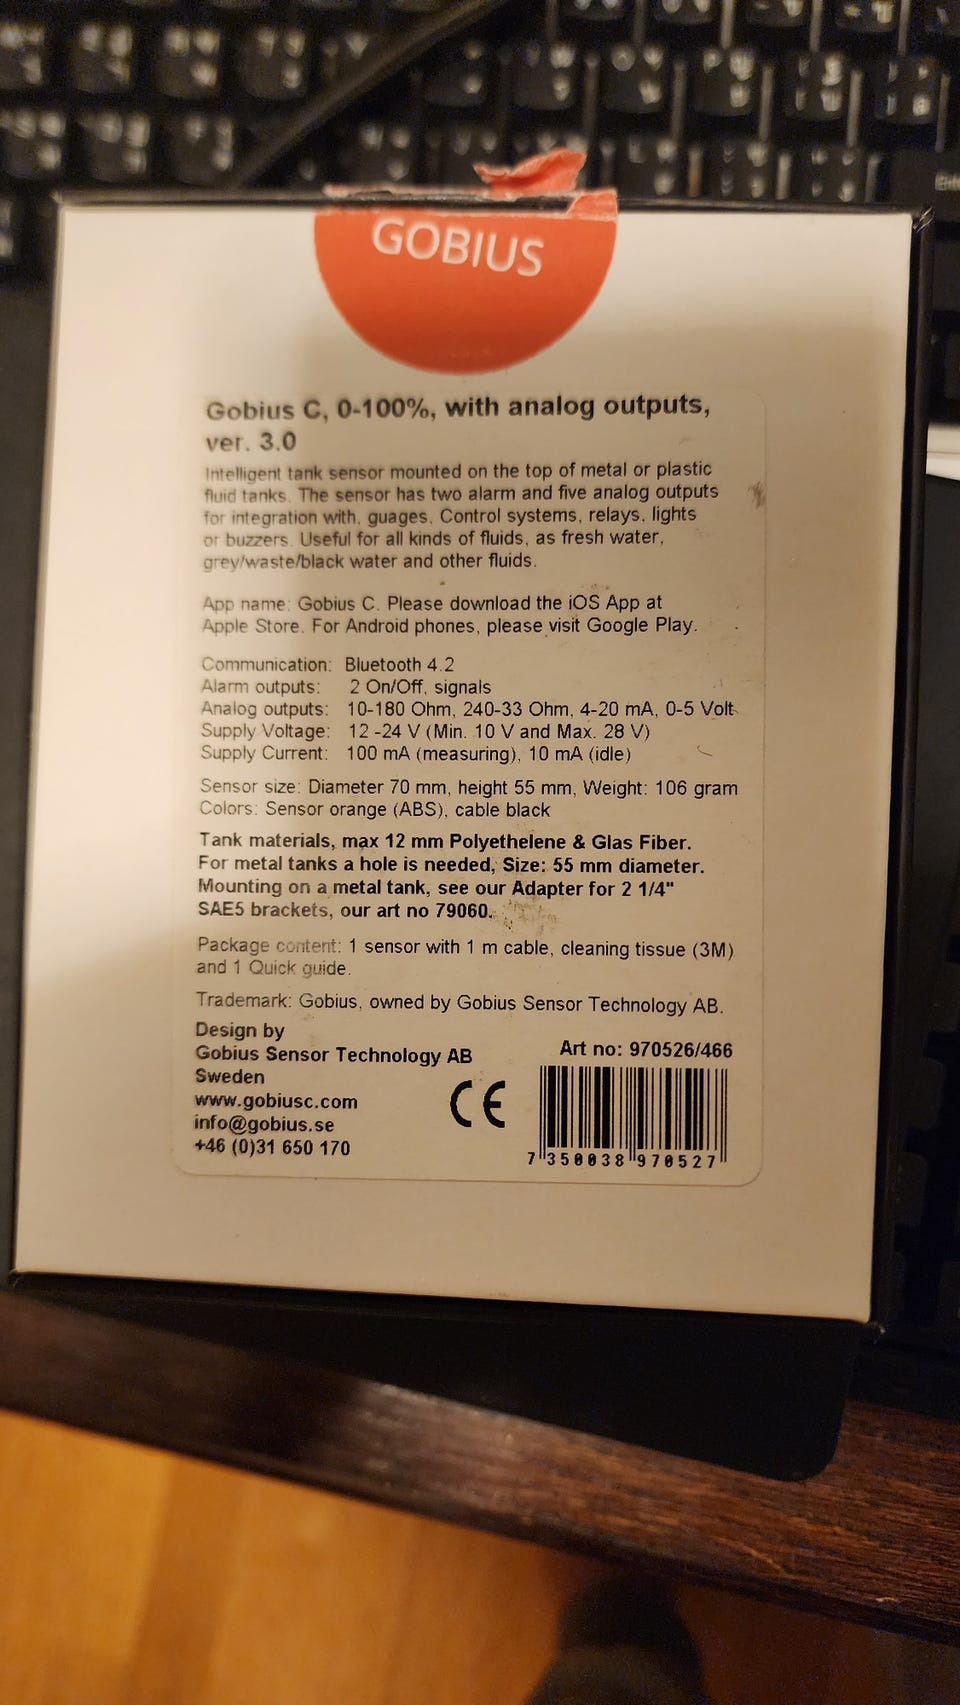 GOBIUS
Gobius C, 0-100%, with analog outputs,
ver. 3.0
Intelligent tank sensor mounted on the top of metal or plastic
fluid tanks. The sensor has two alarm and five analog outputs
for integration with, guages, Control systems, relays, lights
or buzzers. Useful for all kinds of fluids, as fresh water,
grey/waste/black water and other fluids.
App name: Gobius C. Please download the iOS App at
Apple Store. For Android phones, please visit Google Play.
Communication: Bluetooth 4.2
Alarm outputs: 2 On/Off, signals
Analog outputs: 10-180 Ohm, 240-33 Ohm, 4-20 mA, 0-5 Volt
Supply Voltage: 12 -24 V (Min. 10 V and Max. 28 V)
Supply Current: 100 mA (measuring), 10 mA (idle)
Sensor size: Diameter 70 mm, height 55 mm, Weight: 106 gram
Colors: Sensor orange (ABS), cable black
Tank materials, max 12 mm Polyethelene & Glas Fiber.
For metal tanks a hole is needed, Size: 55 mm diameter.
Mounting on a metal tank, see our Adapter for 2 1/4"
SAE5 brackets, our art no 79060.
Package content: 1 sensor with 1 m cable, cleaning tissue (3M)
and 1 Quick guide.
Trademark: Gobius, owned by Gobius Sensor Technology AB.
Design by
Gobius Sensor Technology AB
Sweden
www.gobiusc.com
info@gobius.se
+46 (0)31 650 170
Art no: 970526/466
CE
7 350038 970527